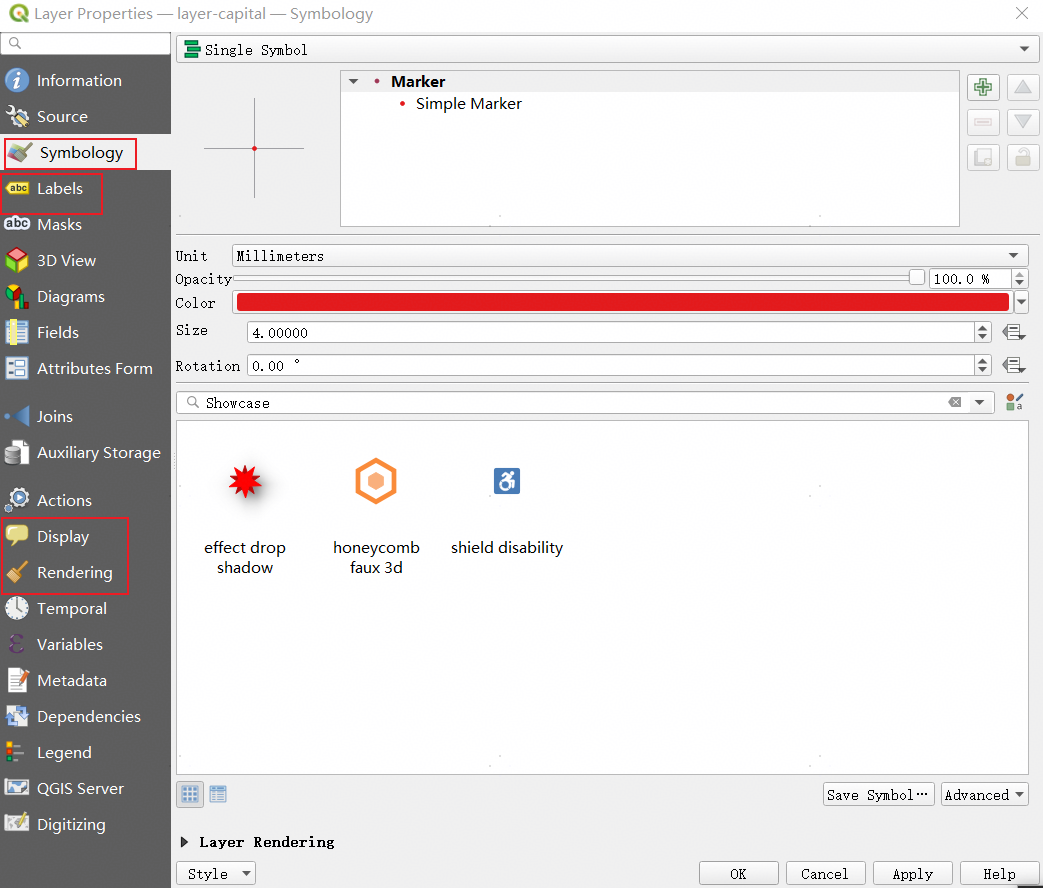 Layer Properties — layer-capital — Symbology
Single Symbol
Information
Source
Symbology
abc Labels
abc Masks
3D View
Diagrams
Fields
Attributes Form
Joins
Auxiliary Storage
Actions
Display
Rendering
Temporal
Variables
Metadata
Dependencies
Legend
QGIS Server
Digitizing
Marker
Simple Marker
Unit Millimeters
Opacity 100.0 %
Color
Size 4.00000
Rotation 0.00 °
Showcase
effect drop
shadow
honeycomb
faux 3d
shield disability
Save Symbol… Advanced
Layer Rendering
Style OK Cancel Apply Help